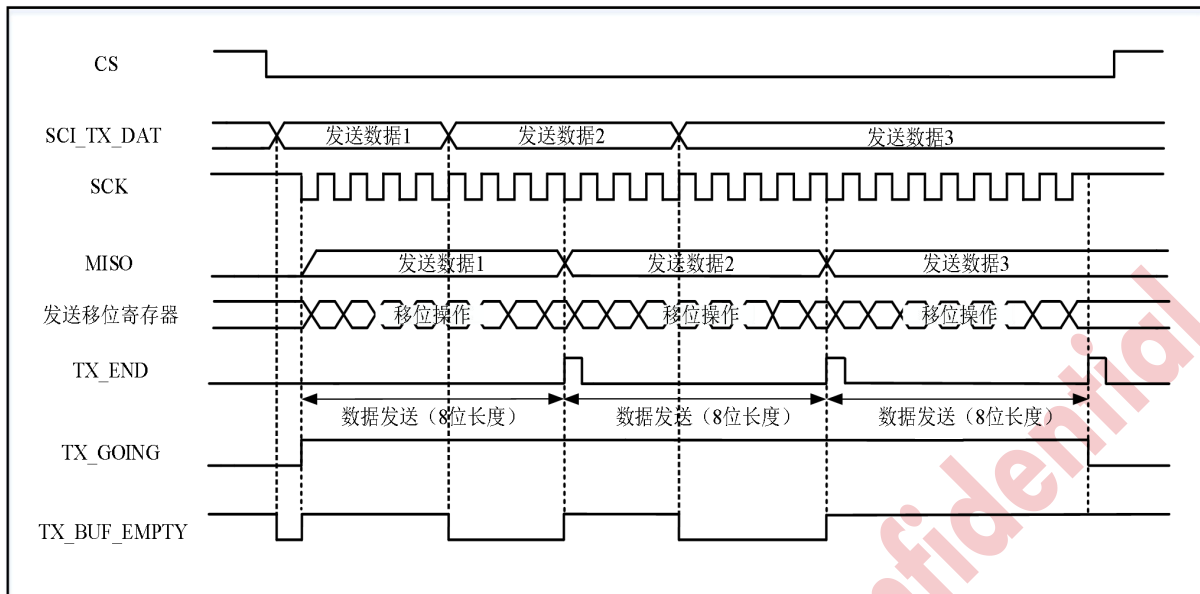 CS
SCI_TX_DAT
发送数据1 发送数据2 发送数据3
SCK
MISO
发送数据1 发送数据2 发送数据3
发送移位寄存器
移位操作 移位操作 移位操作
TX_END
数据发送（8位长度） 数据发送（8位长度） 数据发送（8位长度）
TX_GOING
TX_BUF_EMPTY
nfidential